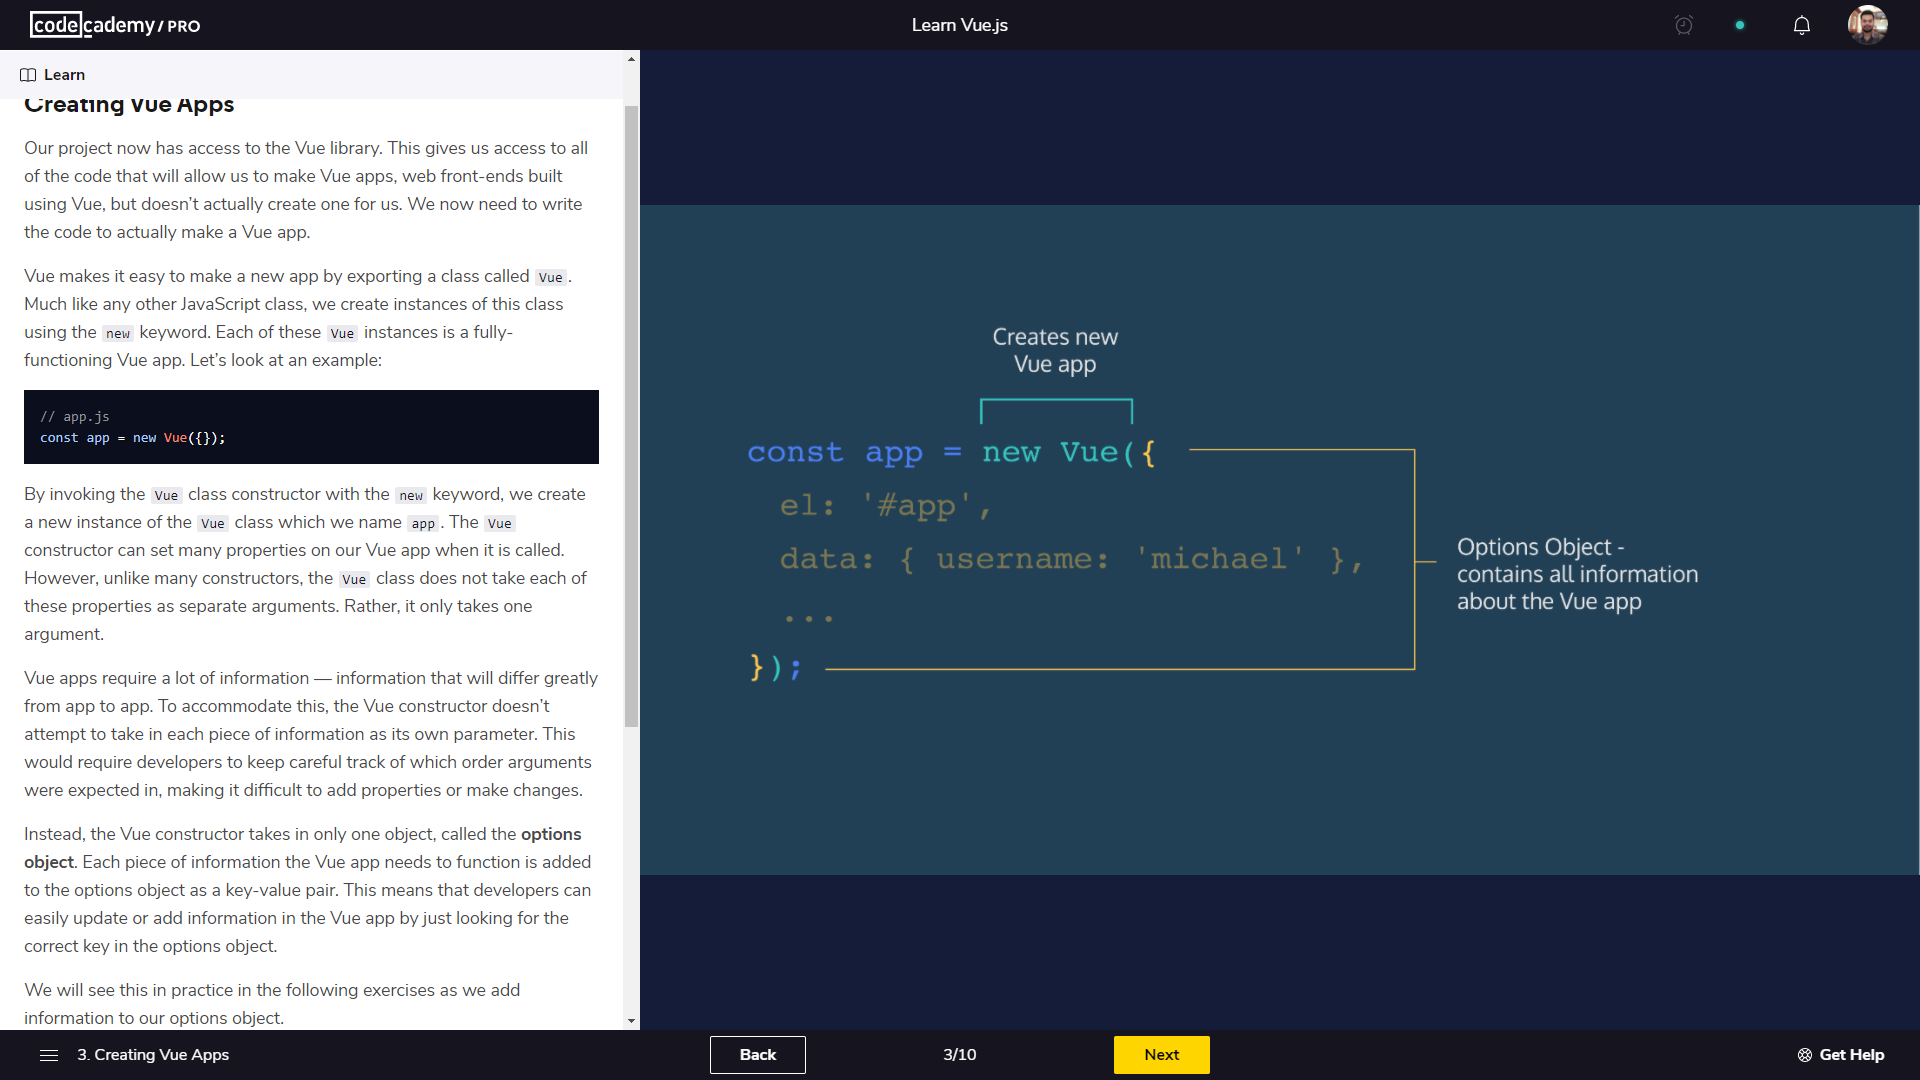 codecademy/PRO
Learn Vue.js
Learn
Creating Vue Apps
Our project now has access to the Vue library. This gives us access to all
of the code that will allow us to make Vue apps, web front-ends built
using Vue, but doesn’t actually create one for us. We now need to write
the code to actually make a Vue app.
Vue makes it easy to make a new app by exporting a class called Vue.
Much like any other JavaScript class, we create instances of this class
using the new keyword. Each of these Vue instances is a fully-
functioning Vue app. Let’s look at an example:
// app.js
const app = new Vue({});
By invoking the Vue class constructor with the new keyword, we create
a new instance of the Vue class which we name app. The Vue
constructor can set many properties on our Vue app when it is called.
However, unlike many constructors, the Vue class does not take each of
these properties as separate arguments. Rather, it only takes one
argument.
Vue apps require a lot of information — information that will differ greatly
from app to app. To accommodate this, the Vue constructor doesn’t
attempt to take in each piece of information as its own parameter. This
would require developers to keep careful track of which order arguments
were expected in, making it difficult to add properties or make changes.
Instead, the Vue constructor takes in only one object, called the options
object. Each piece of information the Vue app needs to function is added
to the options object as a key-value pair. This means that developers can
easily update or add information in the Vue app by just looking for the
correct key in the options object.
We will see this in practice in the following exercises as we add
information to our options object.
Creates new
Vue app
const app = new Vue({
el: '#app',
data: { username: 'michael' },
...
});
Options Object -
contains all information
about the Vue app
3. Creating Vue Apps
Back
3/10
Next
Get Help